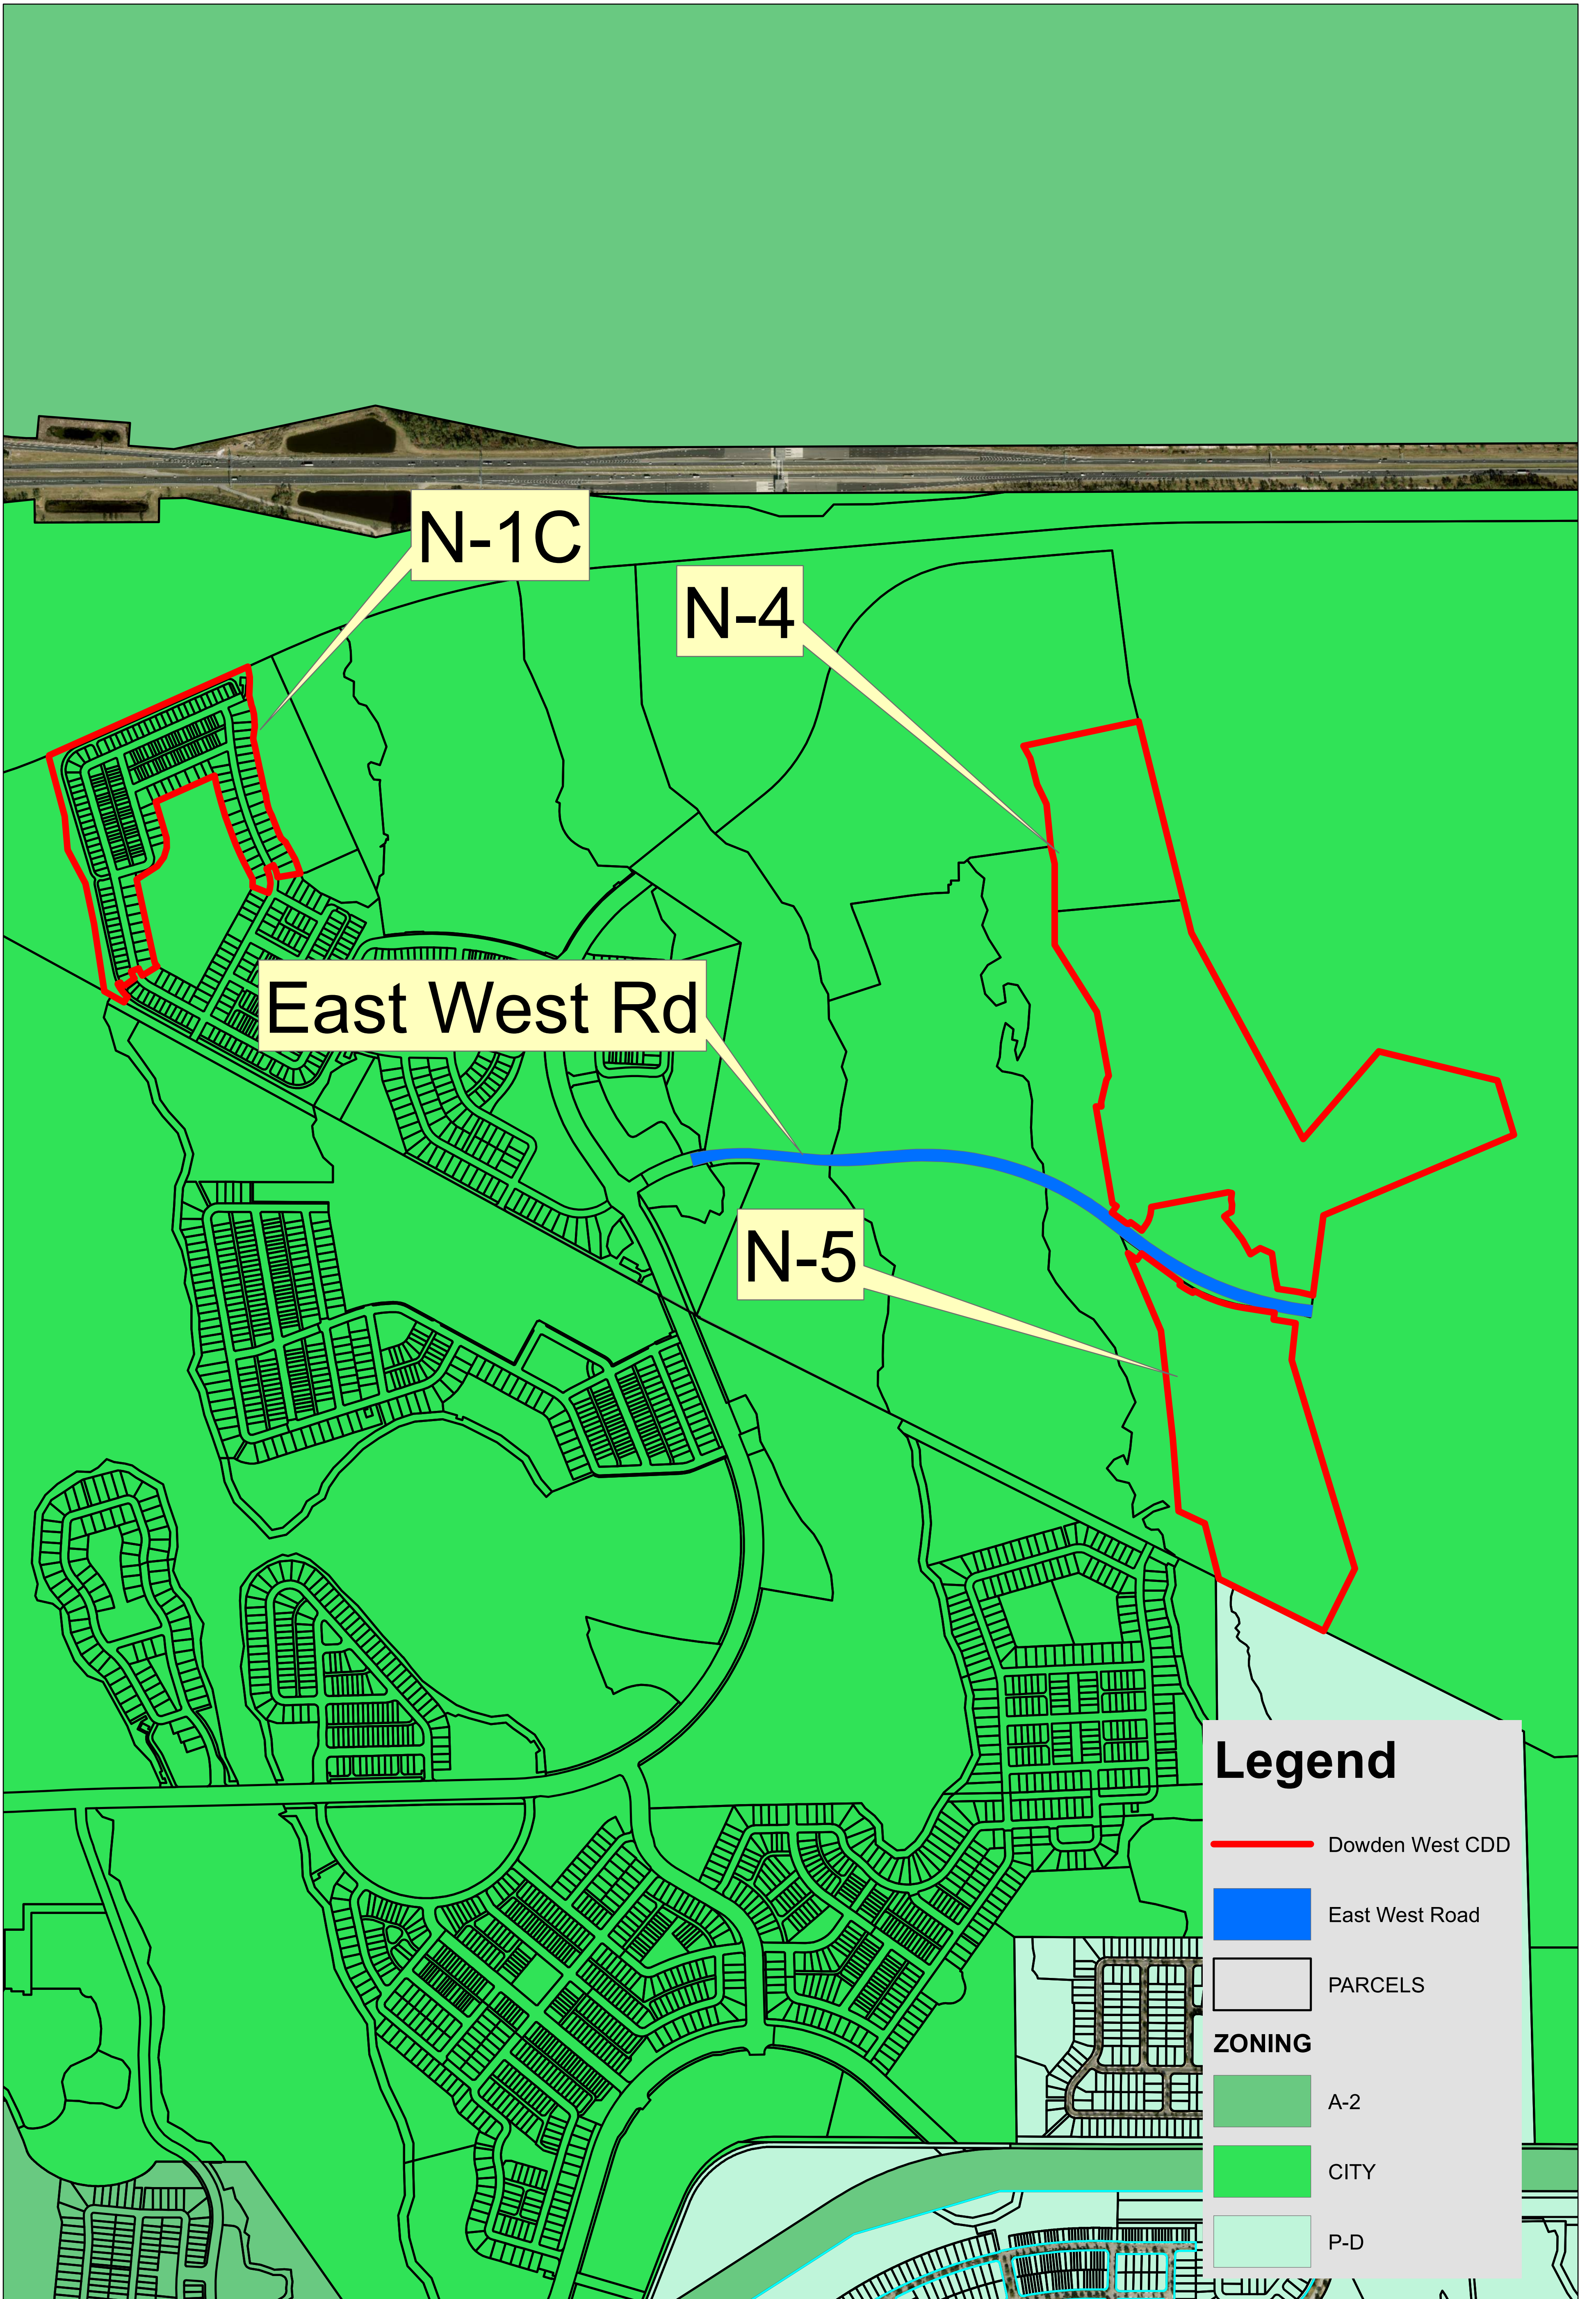 N-1C
N-4
East West Rd
N-5
Legend
Dowden West CDD
East West Road
PARCELS
ZONING
A-2
CITY
P-D